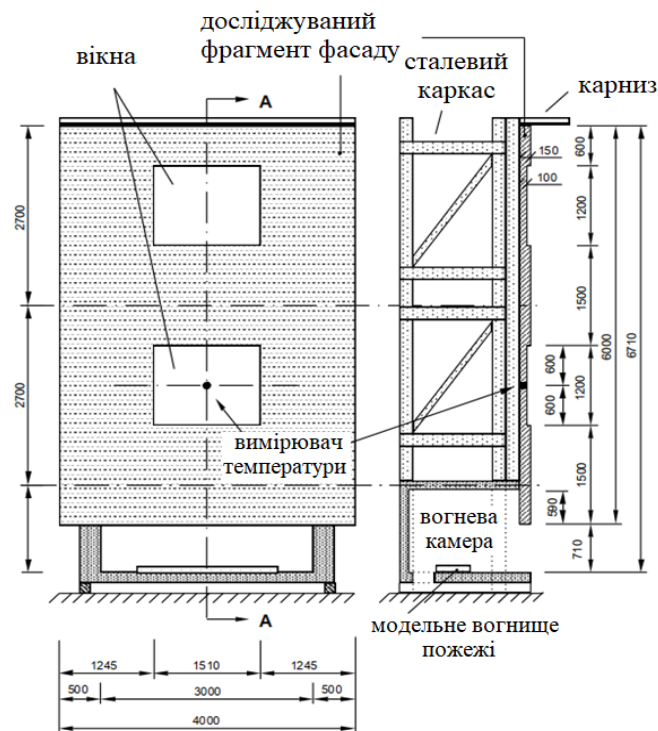 досліджуваний
фрагмент фасаду
вікна
сталевий
каркас
карниз
A
150
100
600
1200
1500
600
1200
600
1500
590
710
6000
6710
2700
2700
вимірювач
температури
вогнева
камера
A
модельне вогнище
пожежі
1245
1510
1245
500
3000
500
4000